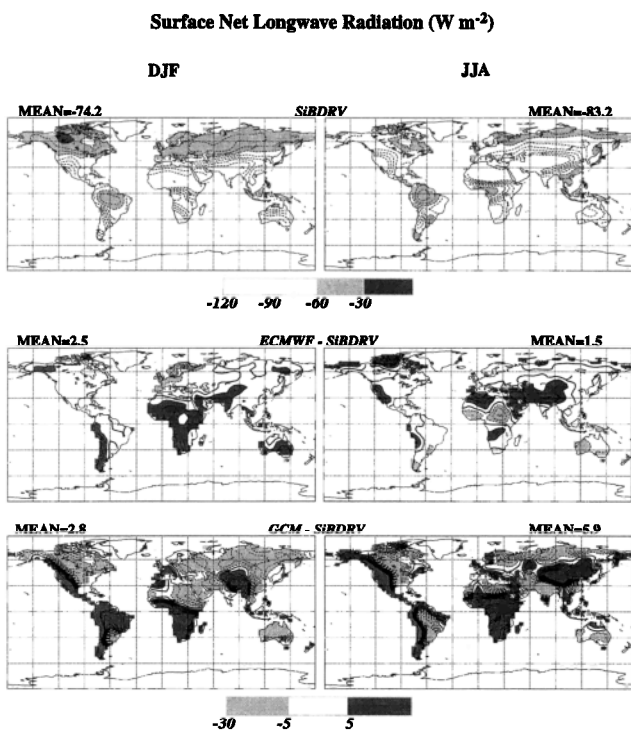 Surface Net Longwave Radiation (W m-2)
DJF JJA
MEAN=-74.2 SiBDRV MEAN=-83.2
-120 -90 -60 -30
MEAN=2.5 ECMWF - SiBDRV MEAN=1.5
MEAN=2.8 GCM - SiBDRV MEAN=5.9
-30 -5 5